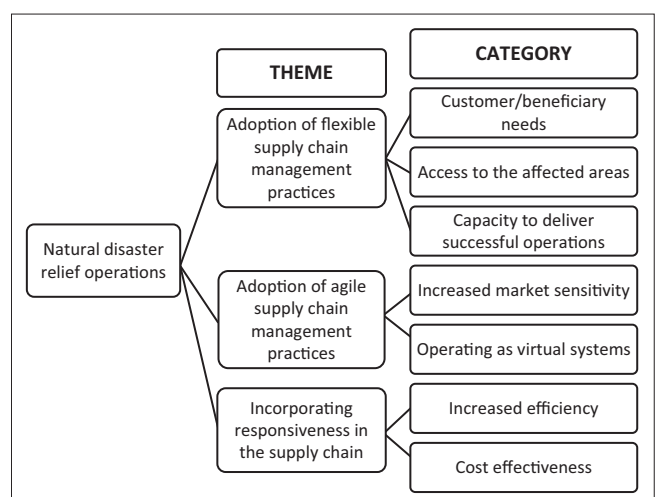 THEME
CATEGORY
Natural disaster
relief operations
Adoption of flexible
supply chain
management
practices
Customer/beneficiary
needs
Access to the affected areas
Capacity to deliver
successful operations
Adoption of agile
supply chain
management
practices
Increased market sensitivity
Operating as virtual systems
Incorporating
responsiveness in
the supply chain
Increased efficiency
Cost effectiveness